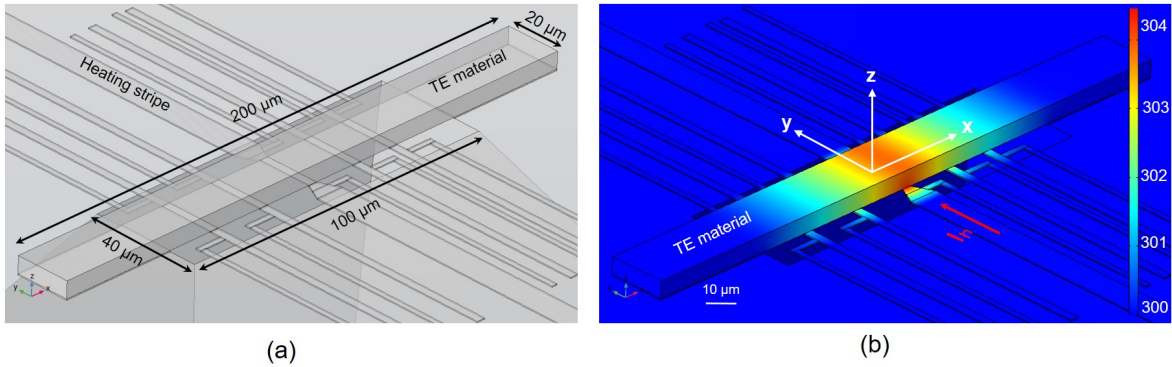 Heating stripe
200 µm
TE material
20 µm
100 µm
40 µm
z
y
x
(a)
304
303
302
301
300
z
y
x
TE material
Ih
10 µm
(b)